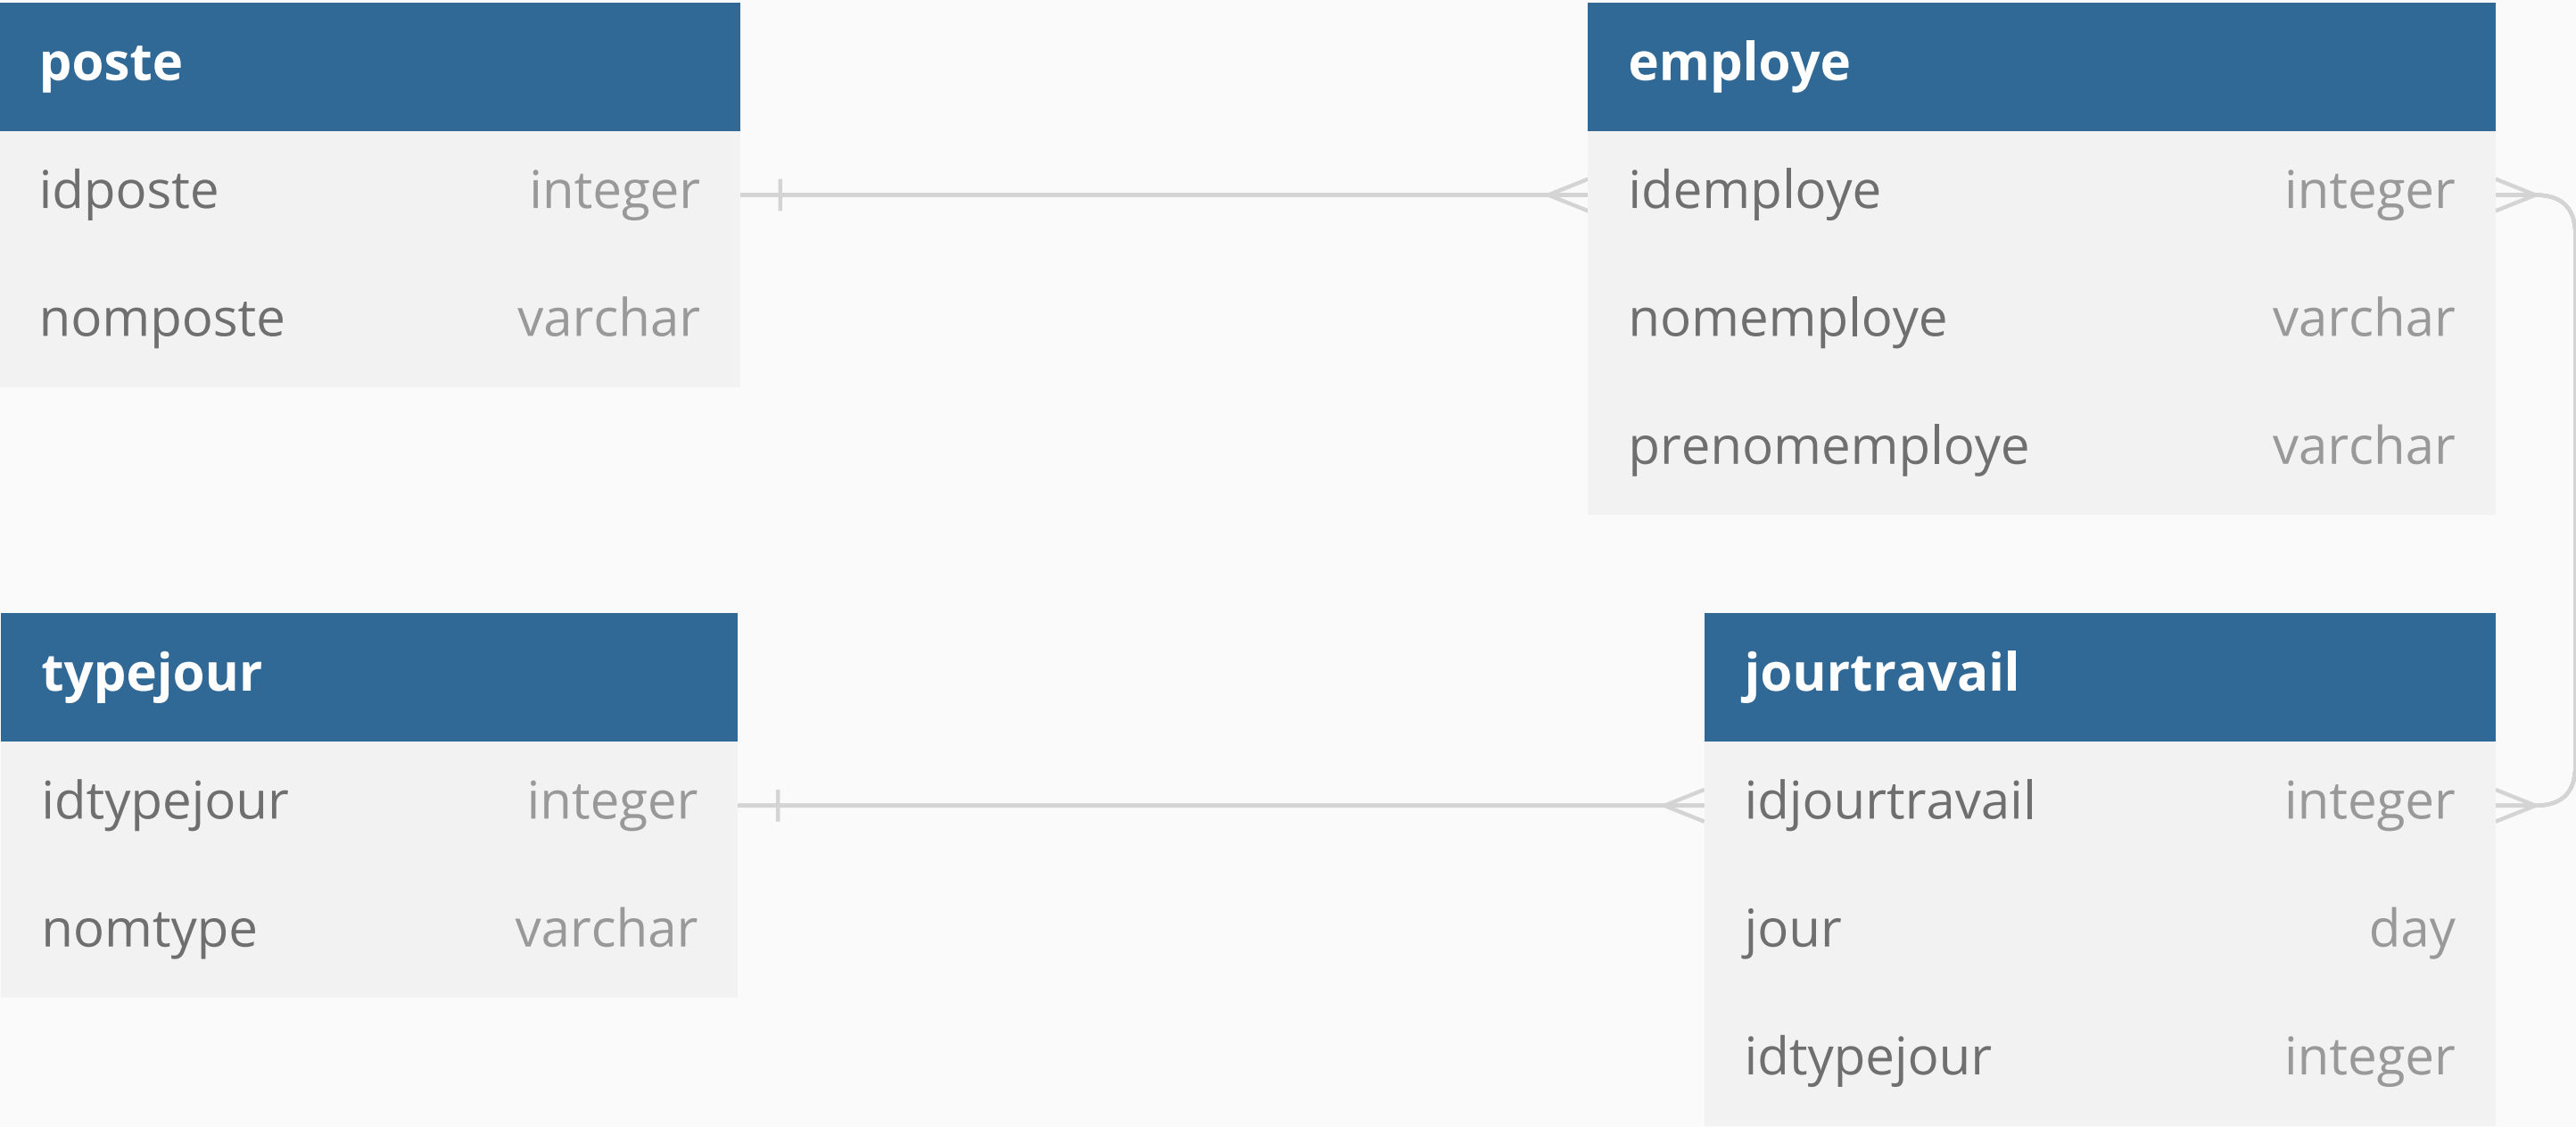 poste
idposte integer
nomposte varchar
employe
idemploye integer
nomemploye varchar
prenomemploye varchar
typejour
idtypejour integer
nomtype varchar
jourtravail
idjourtravail integer
jour day
idtypejour integer